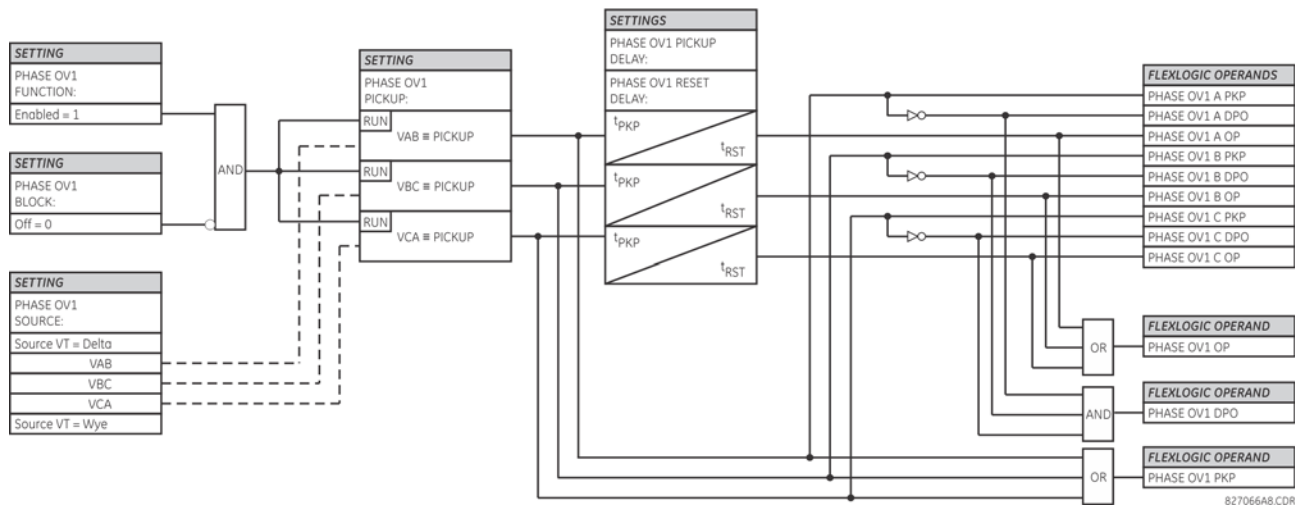 SETTING
PHASE OV1
FUNCTION:
Enabled = 1
SETTING
PHASE OV1
BLOCK:
Off = 0
SETTING
PHASE OV1
SOURCE:
Source VT = Delta
VAB
VBC
VCA
Source VT = Wye
AND
SETTING
PHASE OV1
PICKUP:
RUN
VAB ≡ PICKUP
RUN
VBC ≡ PICKUP
RUN
VCA ≡ PICKUP
SETTINGS
PHASE OV1 PICKUP
DELAY:
PHASE OV1 RESET
DELAY:
tPKP
tRST
tPKP
tRST
tPKP
tRST
FLEXLOGIC OPERANDS
PHASE OV1 A PKP
PHASE OV1 A DPO
PHASE OV1 A OP
PHASE OV1 B PKP
PHASE OV1 B DPO
PHASE OV1 B OP
PHASE OV1 C PKP
PHASE OV1 C DPO
PHASE OV1 C OP
OR
FLEXLOGIC OPERAND
PHASE OV1 OP
AND
FLEXLOGIC OPERAND
PHASE OV1 DPO
OR
FLEXLOGIC OPERAND
PHASE OV1 PKP
827066A8.CDR